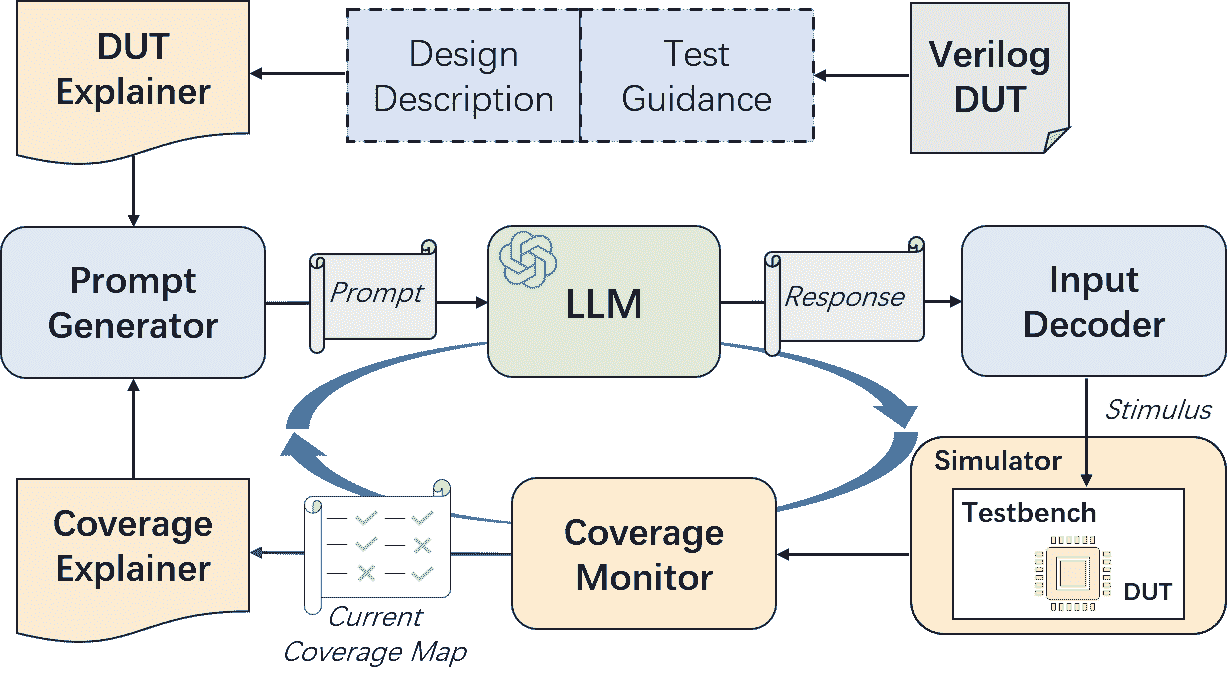 DUT
Explainer
Design
Description
Test
Guidance
Verilog
DUT
Prompt
Generator
Prompt
LLM
Response
Input
Decoder
Stimulus
Simulator
Testbench
DUT
Coverage
Monitor
Current
Coverage Map
Coverage
Explainer